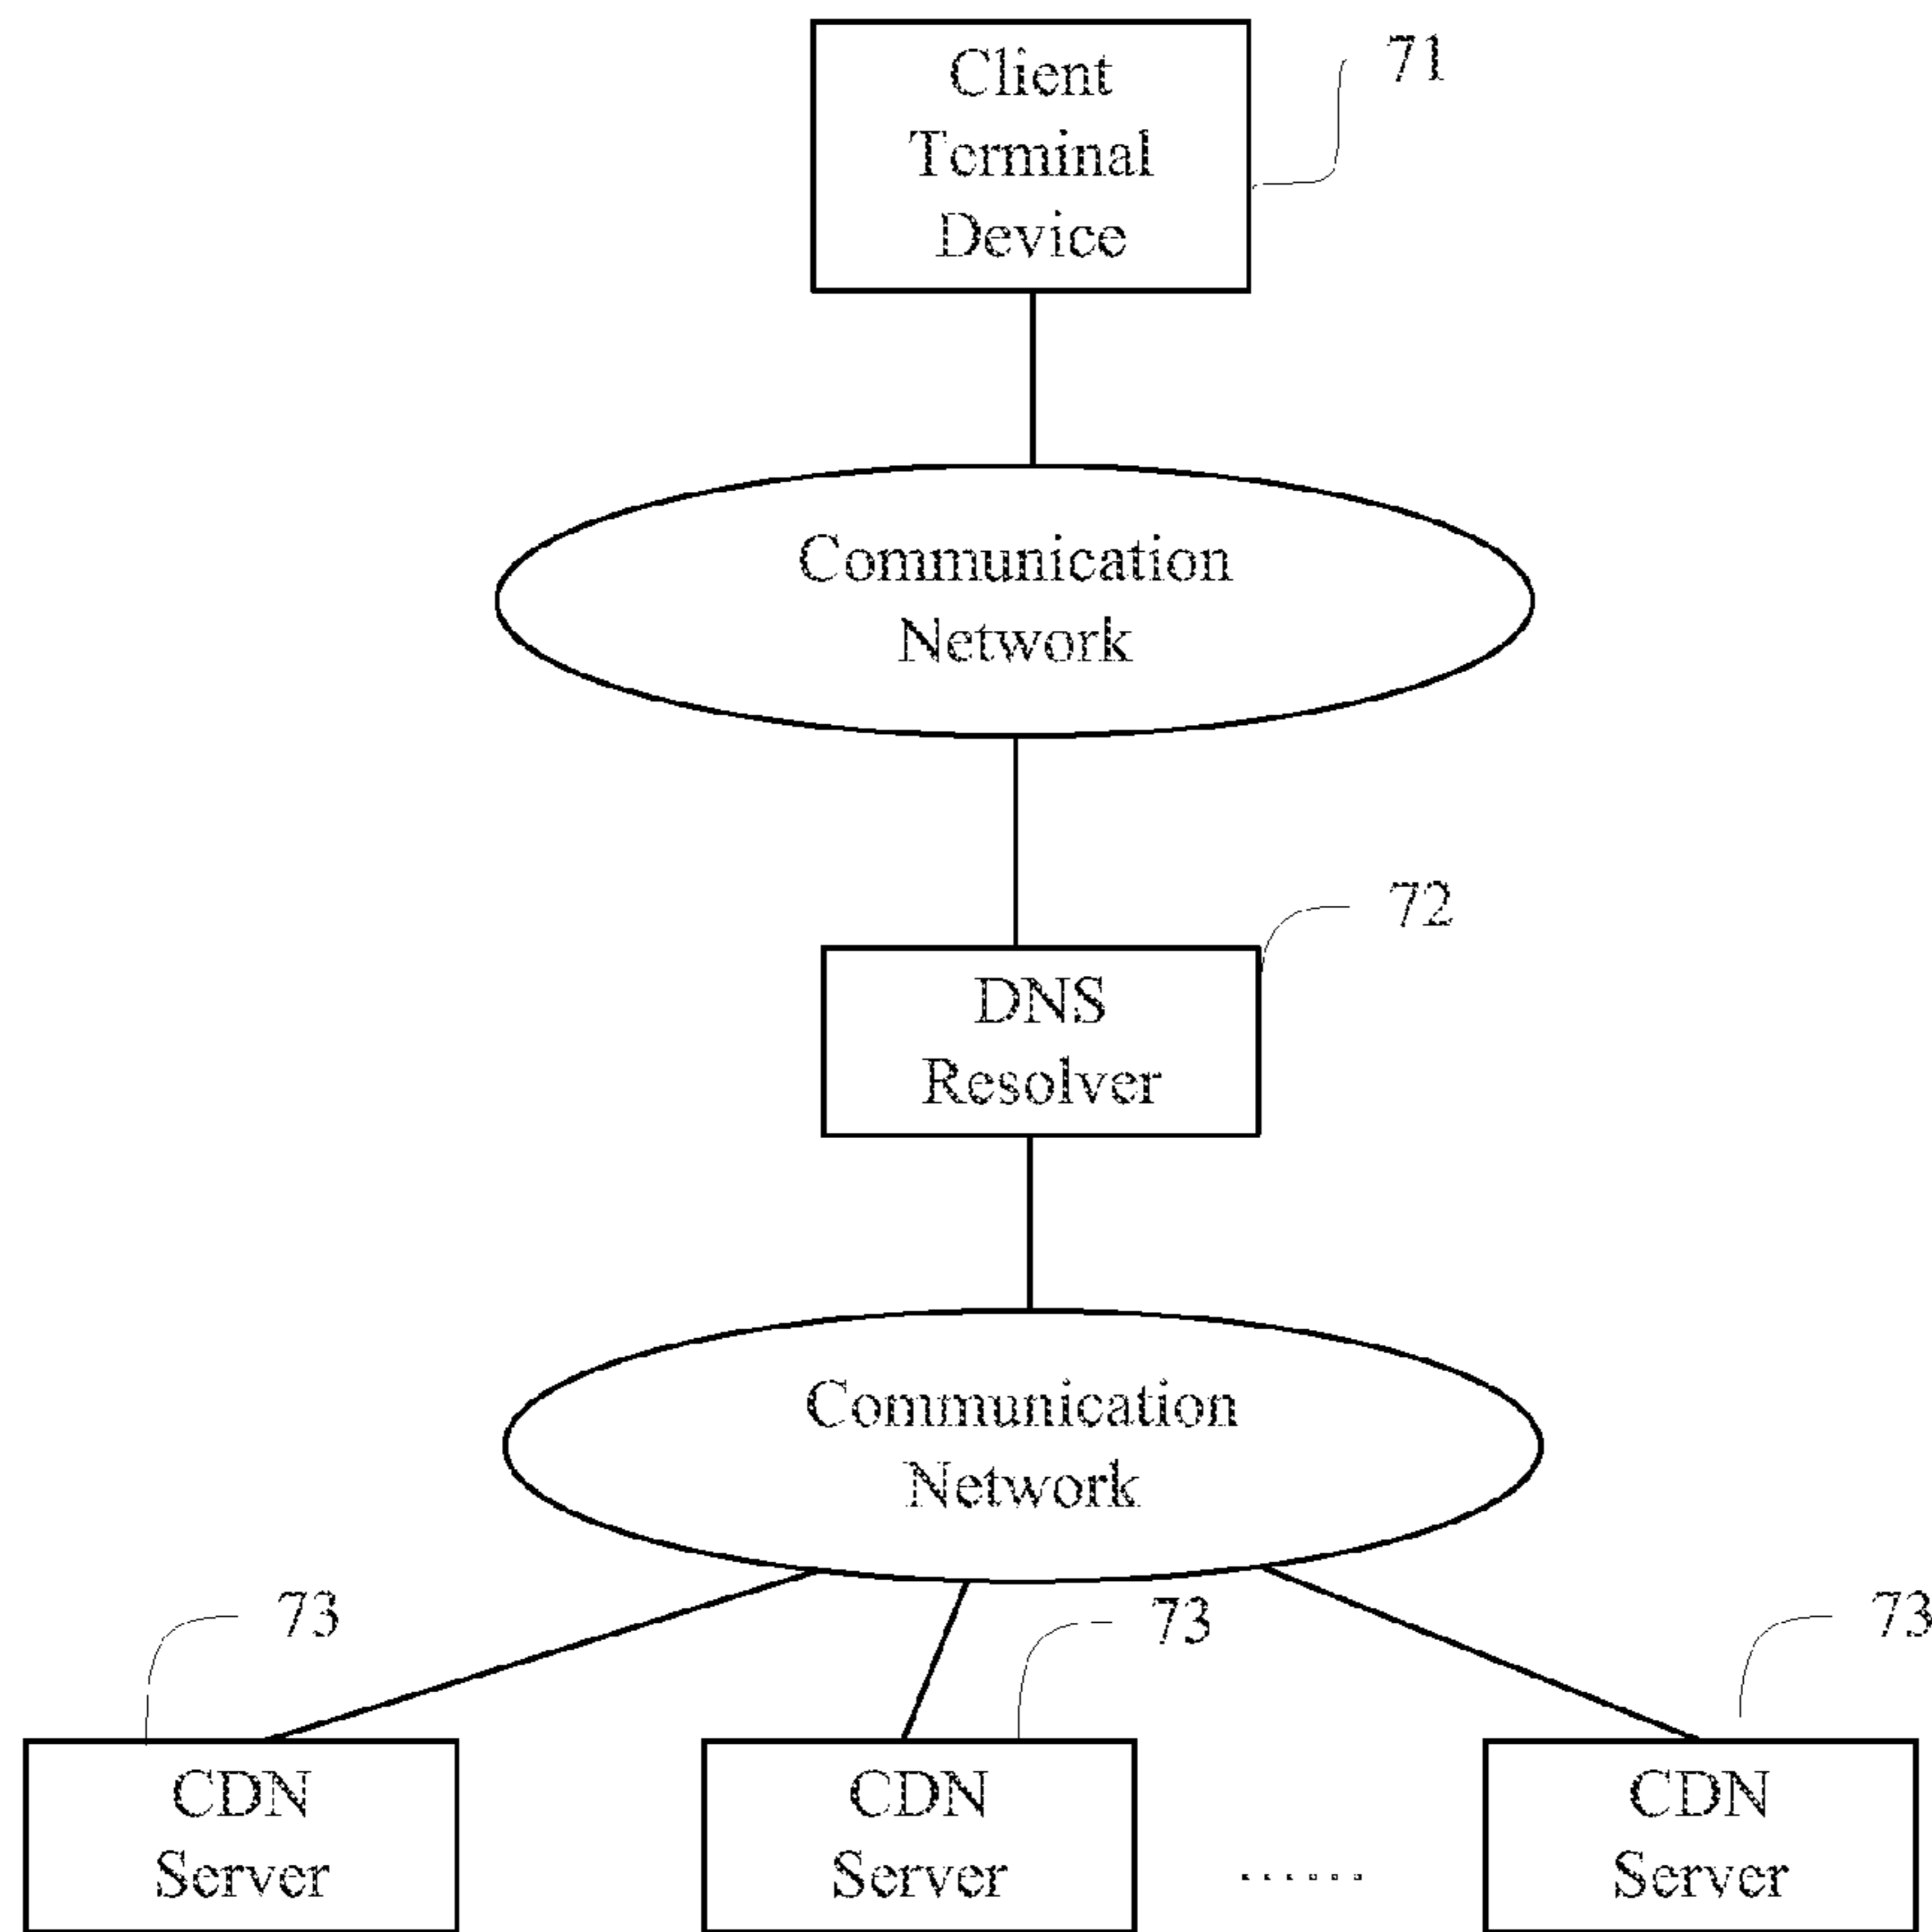 Client
Terminal
Device
71
Communication
Network
72
DNS
Resolver
Communication
Network
73
73
73
CDN
Server
CDN
Server
......
CDN
Server